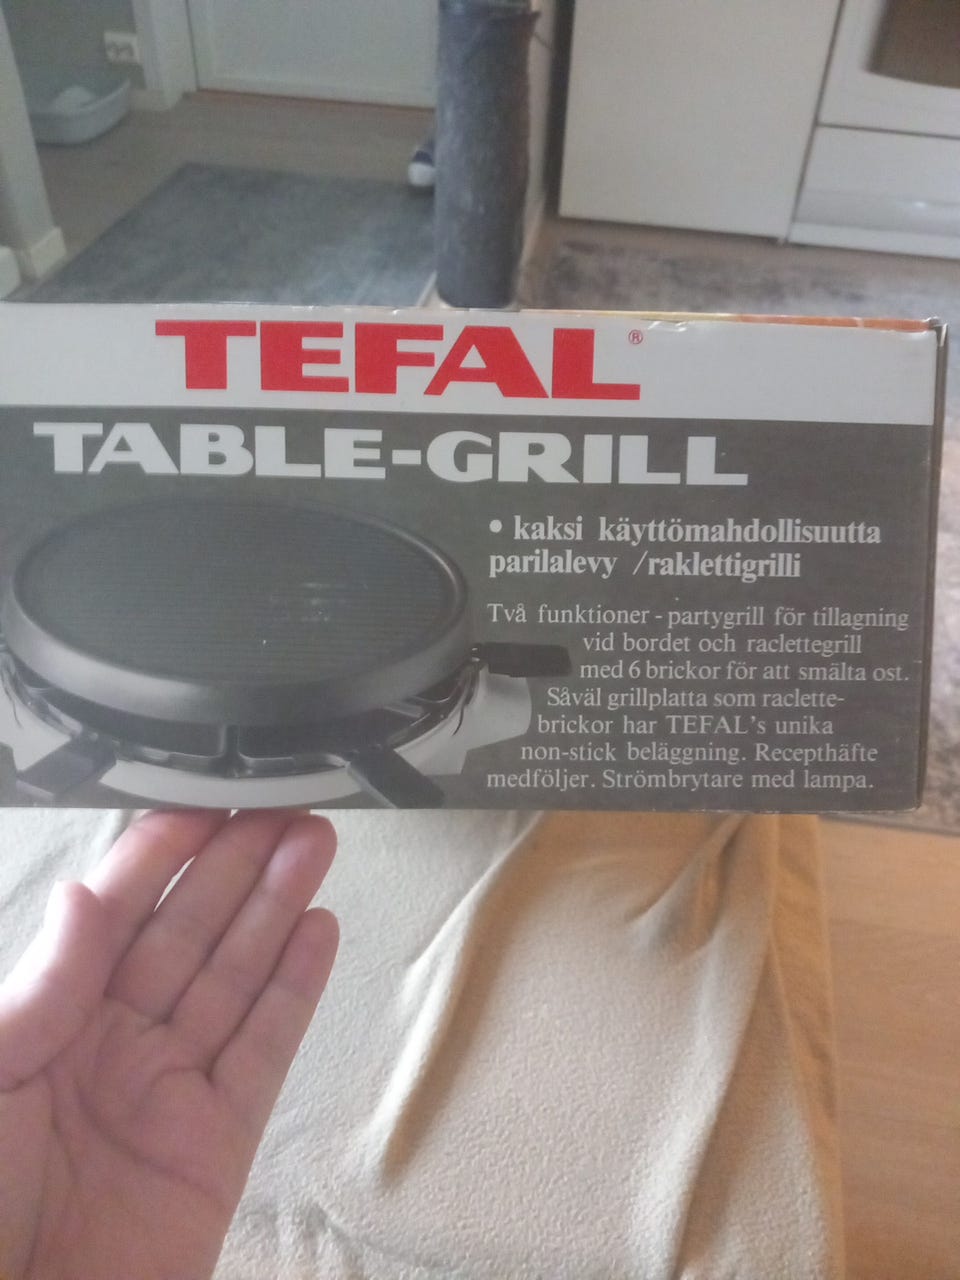 TEFAL®
TABLE-GRILL
• kaksi käyttömahdollisuutta
parilalevy /raklettigrilli
Två funktioner - partygrill för tillagning
vid bordet och raclettegrill
med 6 brickor för att smälta ost.
Såväl grillplatta som raclette-
brickor har TEFAL's unika
non-stick beläggning. Recepthäfte
medföljer. Strömbrytare med lampa.